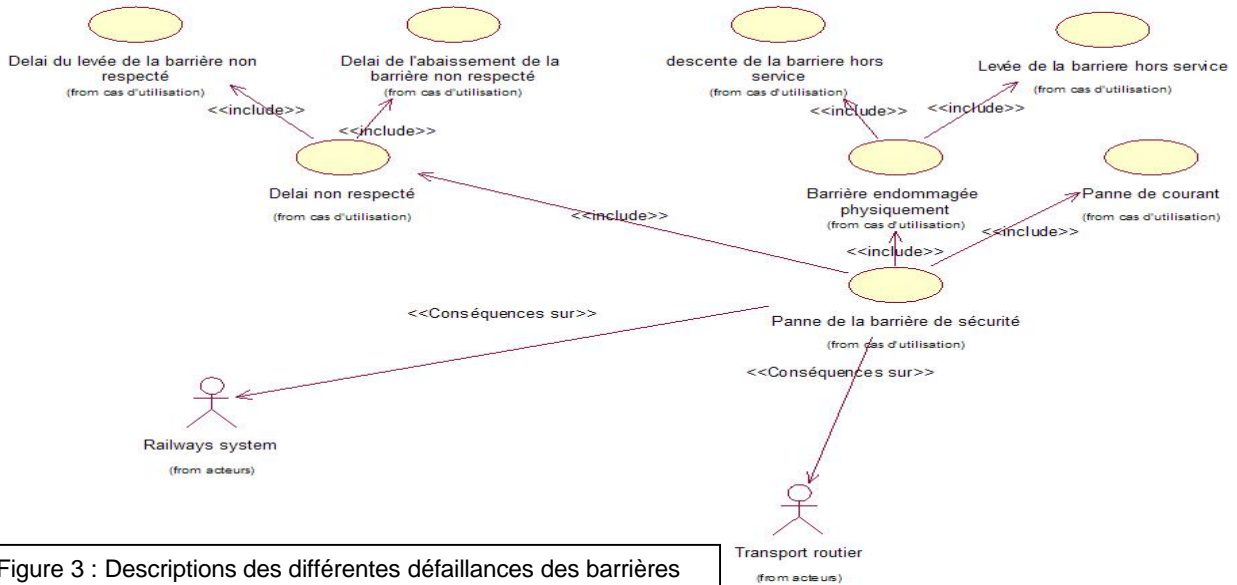 Delai du levée de la barrière non
respecté
(from cas d'utilisation)
Delai de l'abaissement de la
barrière non respecté
(from cas d'utilisation)
descente de la barriere hors
service
(from cas d'utilisation)
Levée de la barriere hors service
(from cas d'utilisation)
<<include>>
<<include>>
<<include>>
<<include>>
Delai non respecté
(from cas d'utilisation)
Barrière endommagée
physiquement
(from cas d'utilisation)
Panne de courant
(from cas d'utilisation)
<<include>>
<<include>>
<<include>>
Panne de la barrière de sécurité
(from cas d'utilisation)
<<Conséquences sur>>
<<Conséquences sur>>
Railways system
(from acteurs)
Transport routier
(from acteurs)
Figure 3 : Descriptions des différentes défaillances des barrières